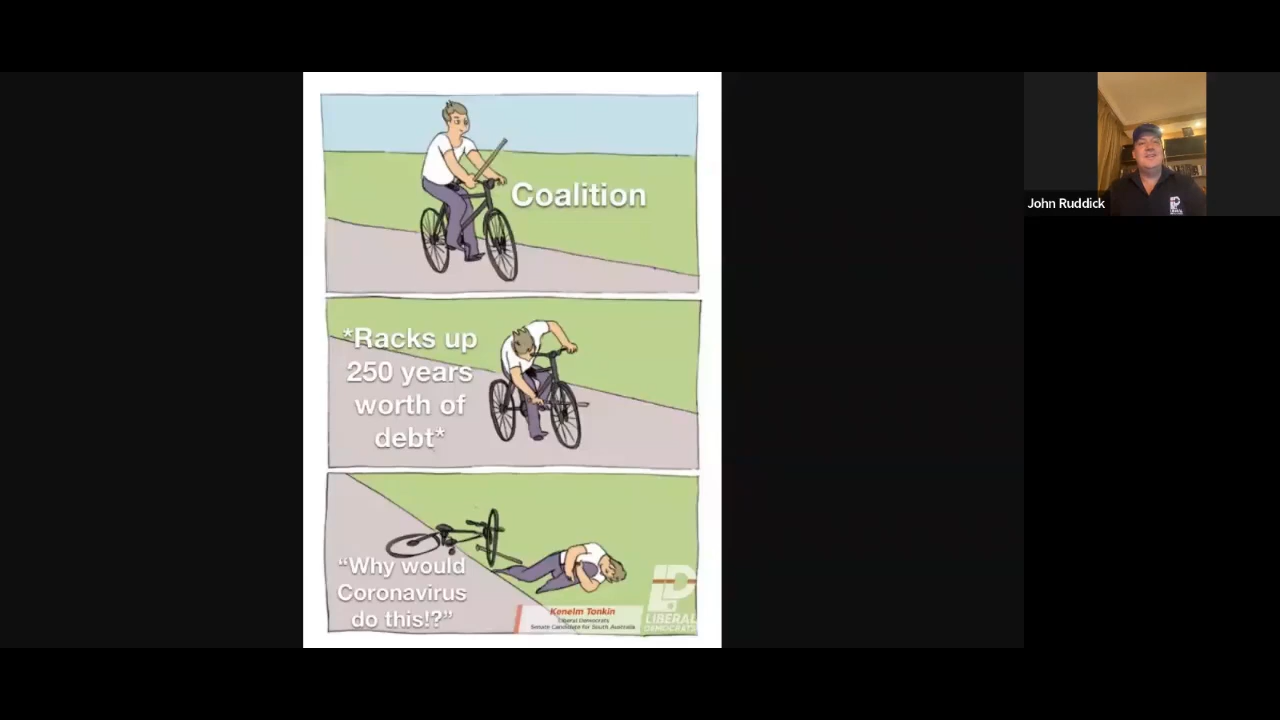 Coalition
*Racks up
250 years
worth of
debt*
“Why would
Coronavirus
do this!?”
Kenelm Tonkin
Liberal Democrats
Senate Candidate for South Australia
LIBERAL
DEMOCRATS
John Ruddick